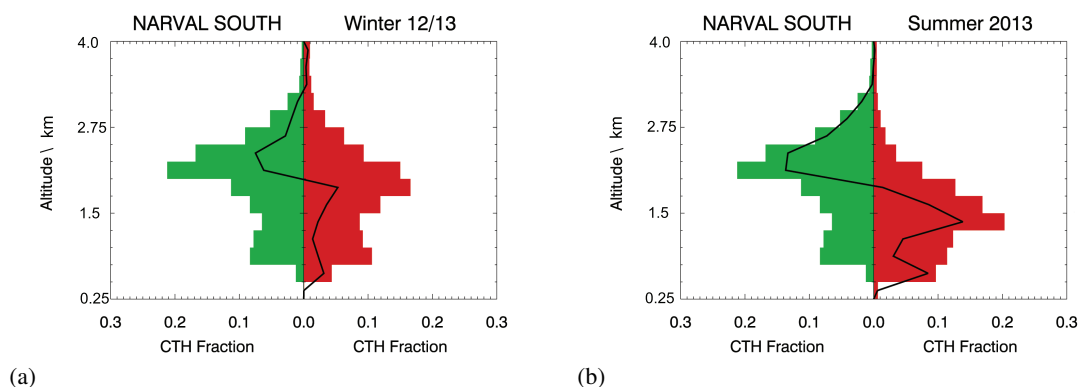 NARVAL SOUTH Winter 12/13
4.0
2.75
1.5
0.25
Altitude \ km
0.3 0.2 0.1 0.0 0.1 0.2 0.3
CTH Fraction CTH Fraction
(a)
NARVAL SOUTH Summer 2013
4.0
2.75
1.5
0.25
Altitude \ km
0.3 0.2 0.1 0.0 0.1 0.2 0.3
CTH Fraction CTH Fraction
(b)